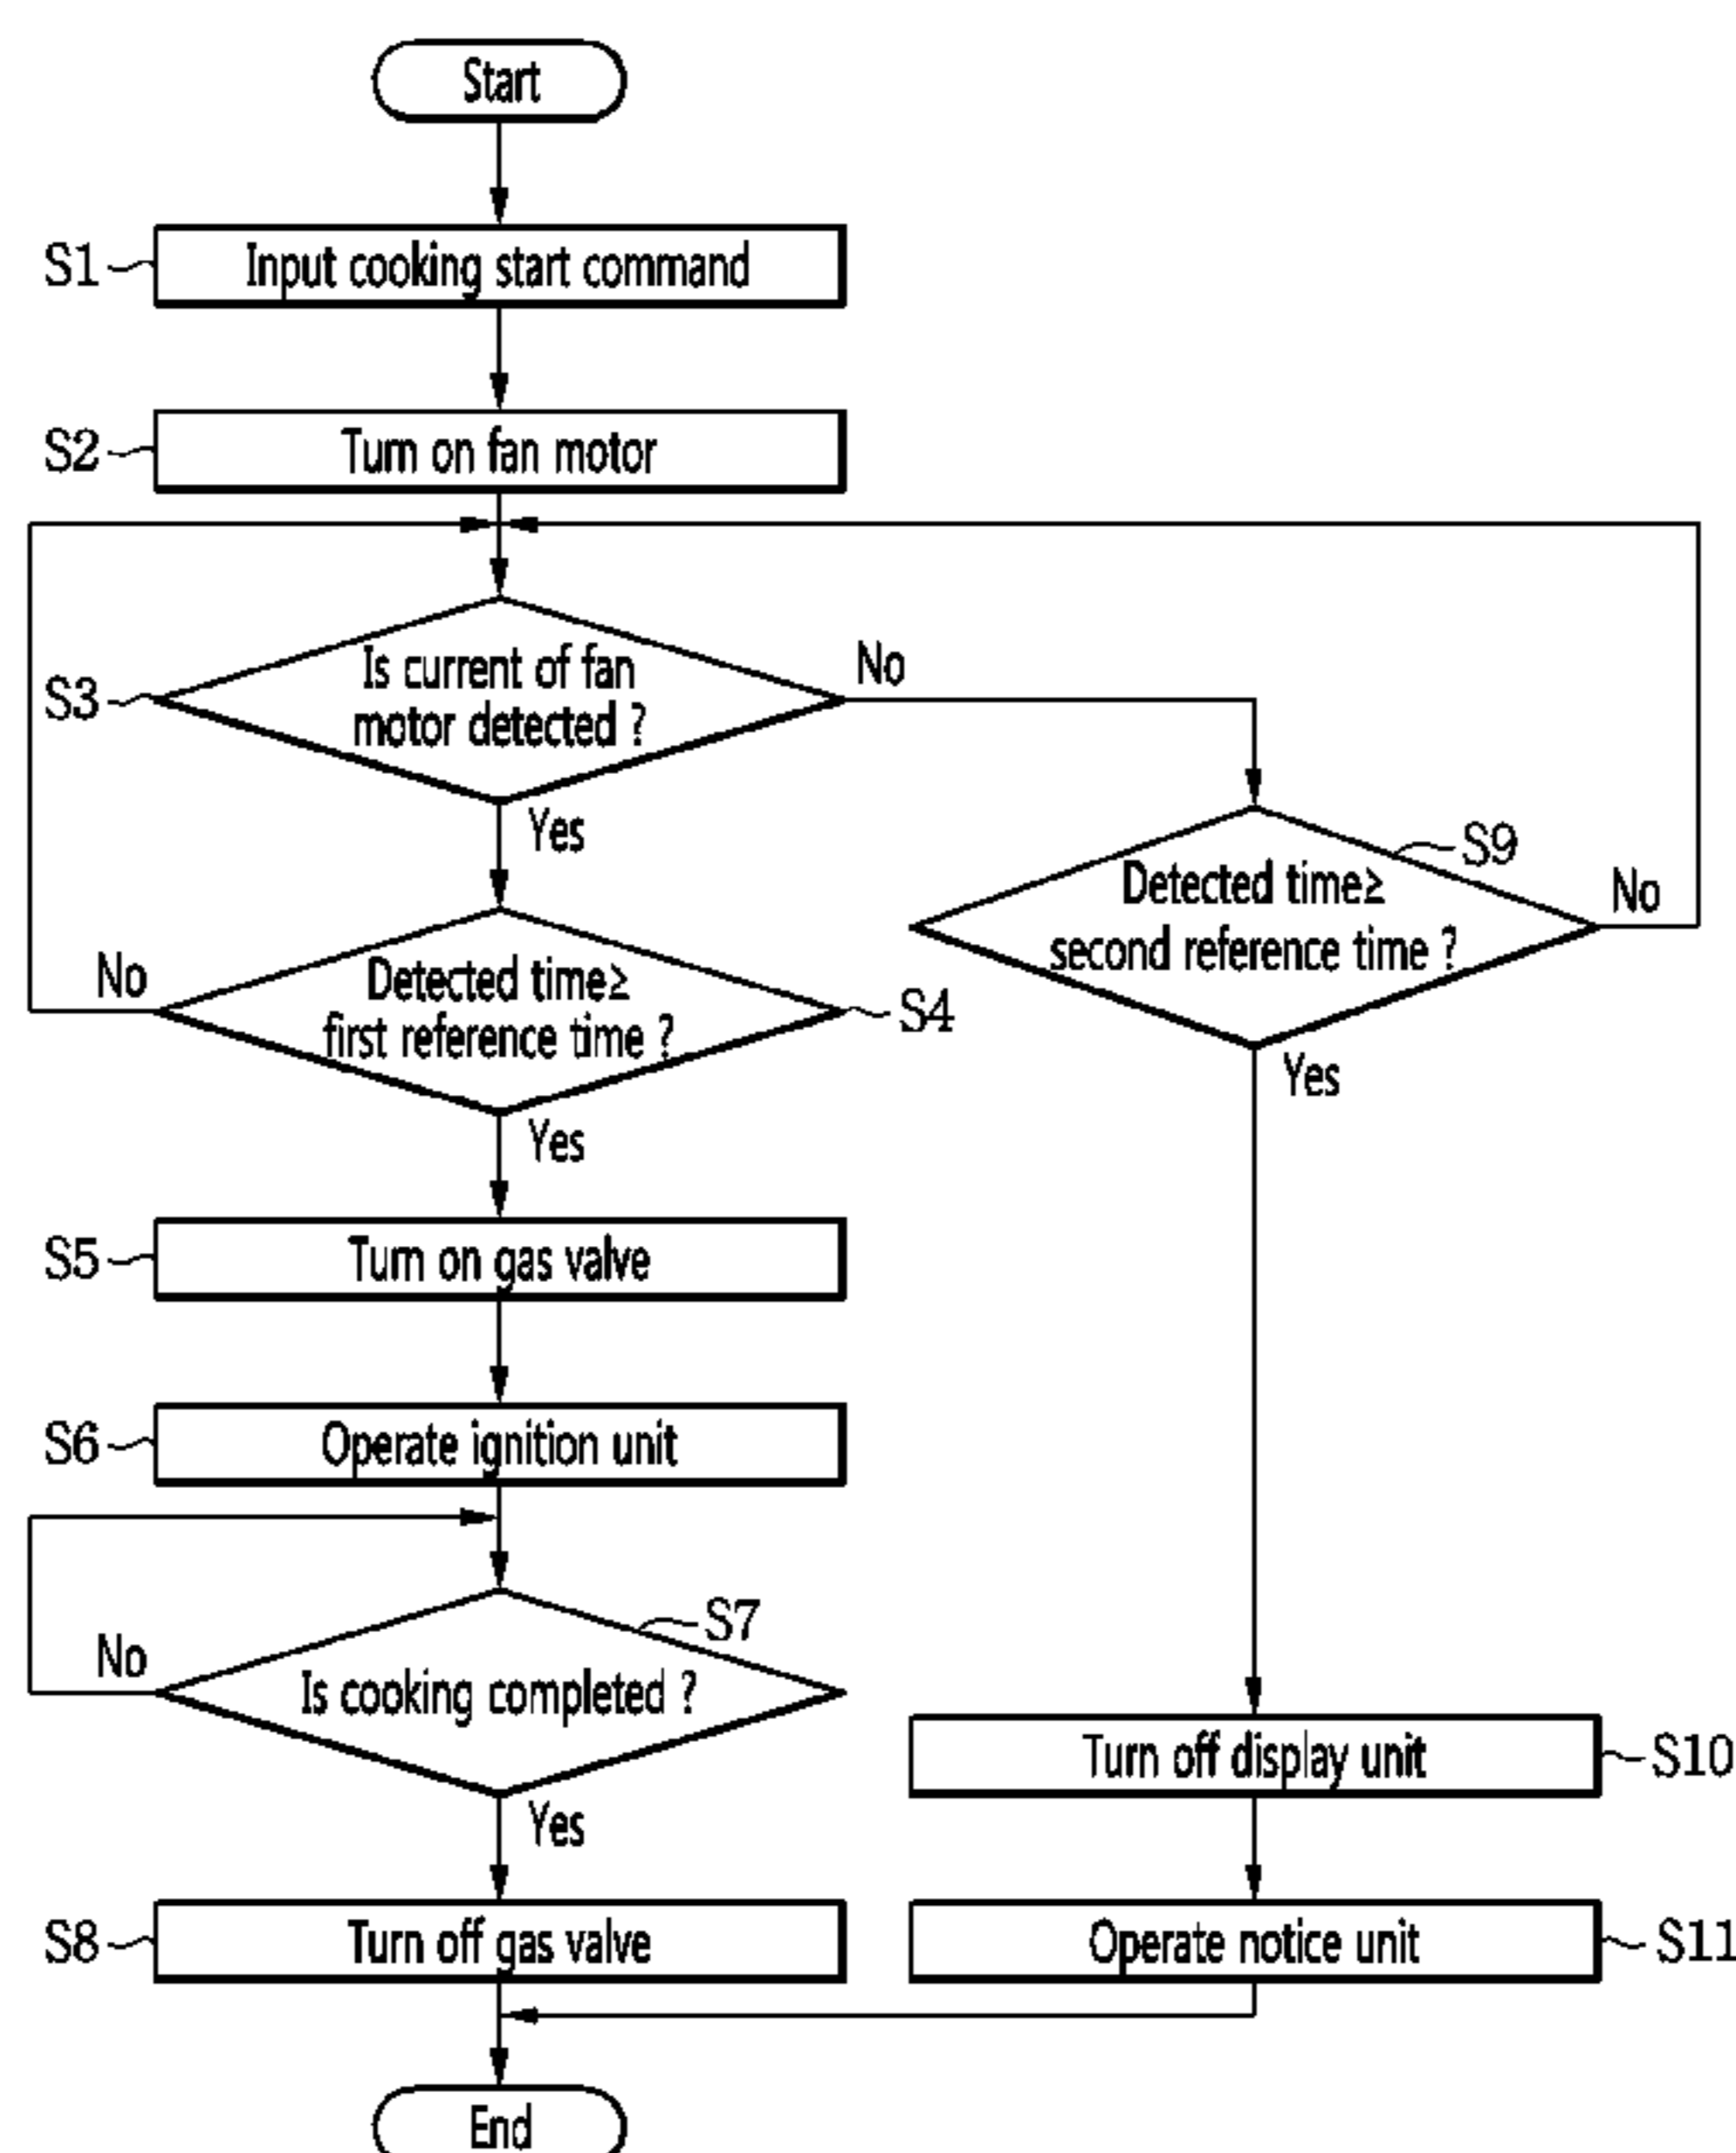 Start
S1
Input cooking start command
S2
Turn on fan motor
S3
Is current of fan
motor detected ?
No
Yes
S9
Detected time≥
second reference time ?
No
Yes
No
Detected time≥
first reference time ?
S4
Yes
S5
Turn on gas valve
S6
Operate ignition unit
S7
No
Is cooking completed ?
Yes
Turn off display unit
S10
S8
Turn off gas valve
Operate notice unit
S11
End